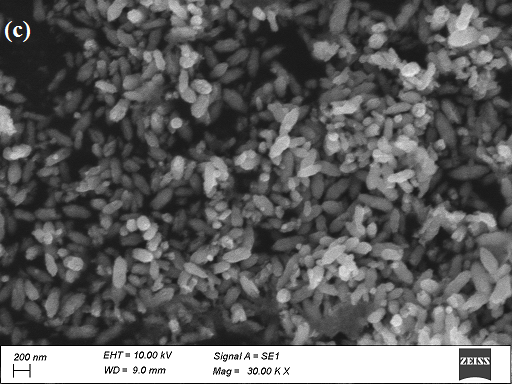 (c)
200 nm
EHT = 10.00 kV
Signal A = SE1
WD = 9.0 mm
Mag = 30.00 K X
ZEISS